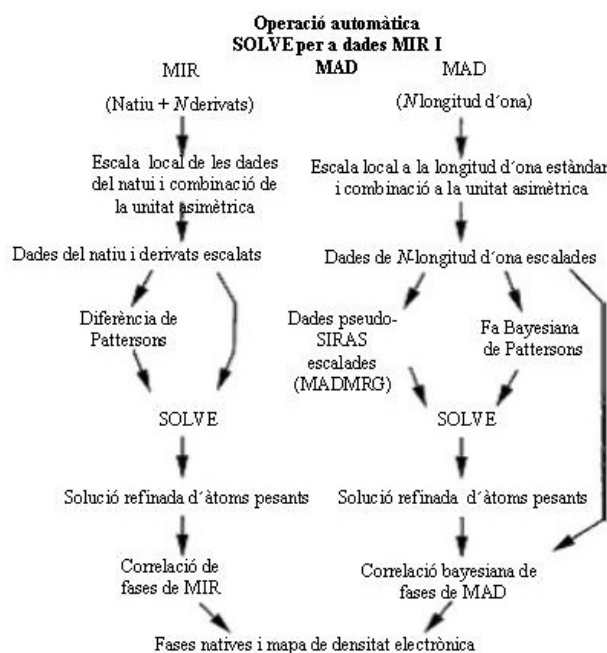 Operació automàtica
SOLVE per a dades MIR I
MAD
MIR
(Natiu + N derivats)
Escala local de les dades
del natui i combinació de
la unitat asimètrica
Dades del natiu i derivats escalats
Diferència de
Pattersons
SOLVE
Solució refinada d´àtoms pesants
Correlació de
fases de MIR
MAD
(N longitud d´ona)
Escala local a la longitud d´ona estàndar
i combinació a la unitat asimètrica
Dades de N-longitud d´ona escalades
Dades pseudo-
SIRAS
escalades
(MADMRG)
Fa Bayesiana
de Pattersons
SOLVE
Solució refinada d´àtoms pesants
Correlació bayesiana de
fases de MAD
Fases natives i mapa de densitat electrònica